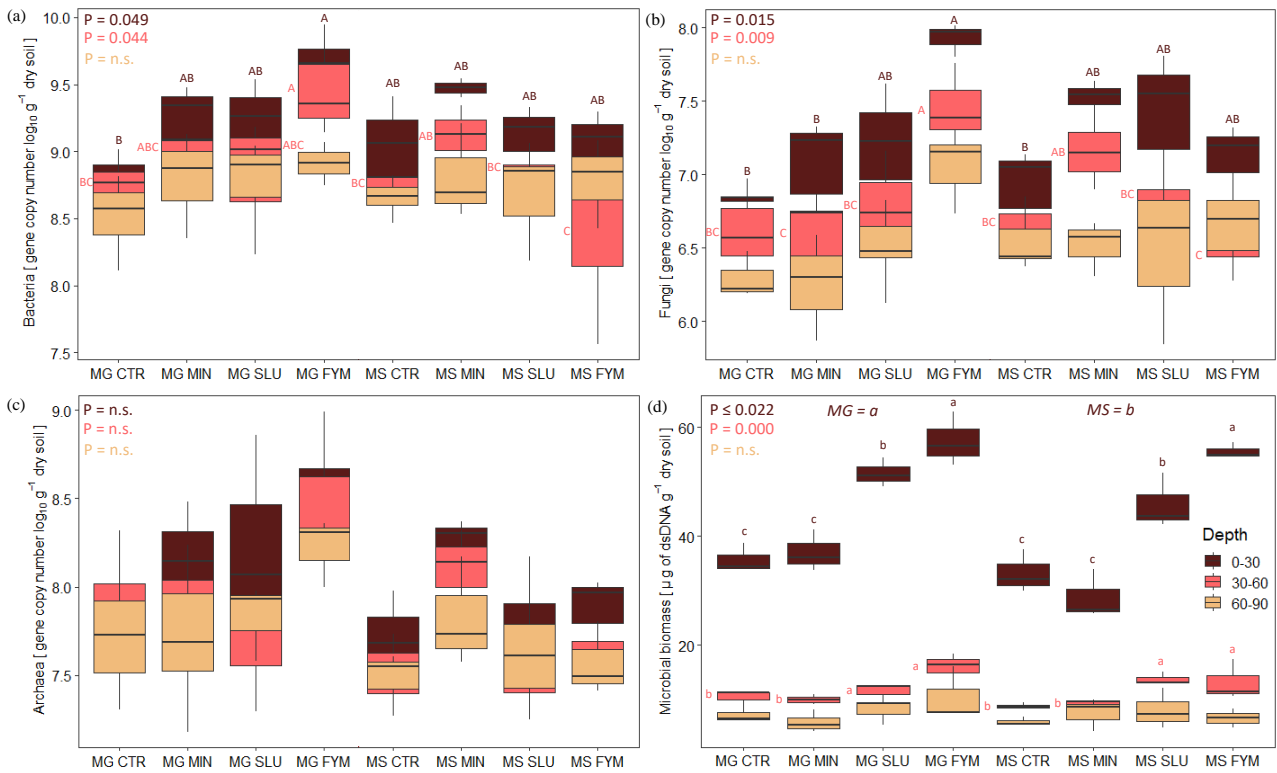 (a)
P = 0.049
P = 0.044
P = n.s.
Bacteria [ gene copy number log10 g−1 dry soil ]
10.0
9.5
9.0
8.5
8.0
7.5
B
AB
AB
A
AB
AB
AB
AB
BC
ABC
ABC
A
BC
AB
BC
C
MG CTR MG MIN MG SLU MG FYM MS CTR MS MIN MS SLU MS FYM
(b)
P = 0.015
P = 0.009
P = n.s.
Fungi [ gene copy number log10 g−1 dry soil ]
8.0
7.5
7.0
6.5
6.0
B
AB
AB
A
B
AB
AB
AB
BC
C
BC
A
BC
AB
BC
C
MG CTR MG MIN MG SLU MG FYM MS CTR MS MIN MS SLU MS FYM
(c)
P = n.s.
P = n.s.
P = n.s.
Archaea [ gene copy number log10 g−1 dry soil ]
9.0
8.5
8.0
7.5
MG CTR MG MIN MG SLU MG FYM MS CTR MS MIN MS SLU MS FYM
(d)
P ≤ 0.022 MG = a MS = b
P = 0.000
P = n.s.
Microbial biomass [ µ g of dsDNA g−1 dry soil ]
60
40
20
c
c
b
a
c
c
b
a
b
b
a
a
b
b
a
a
Depth
0-30
30-60
60-90
MG CTR MG MIN MG SLU MG FYM MS CTR MS MIN MS SLU MS FYM